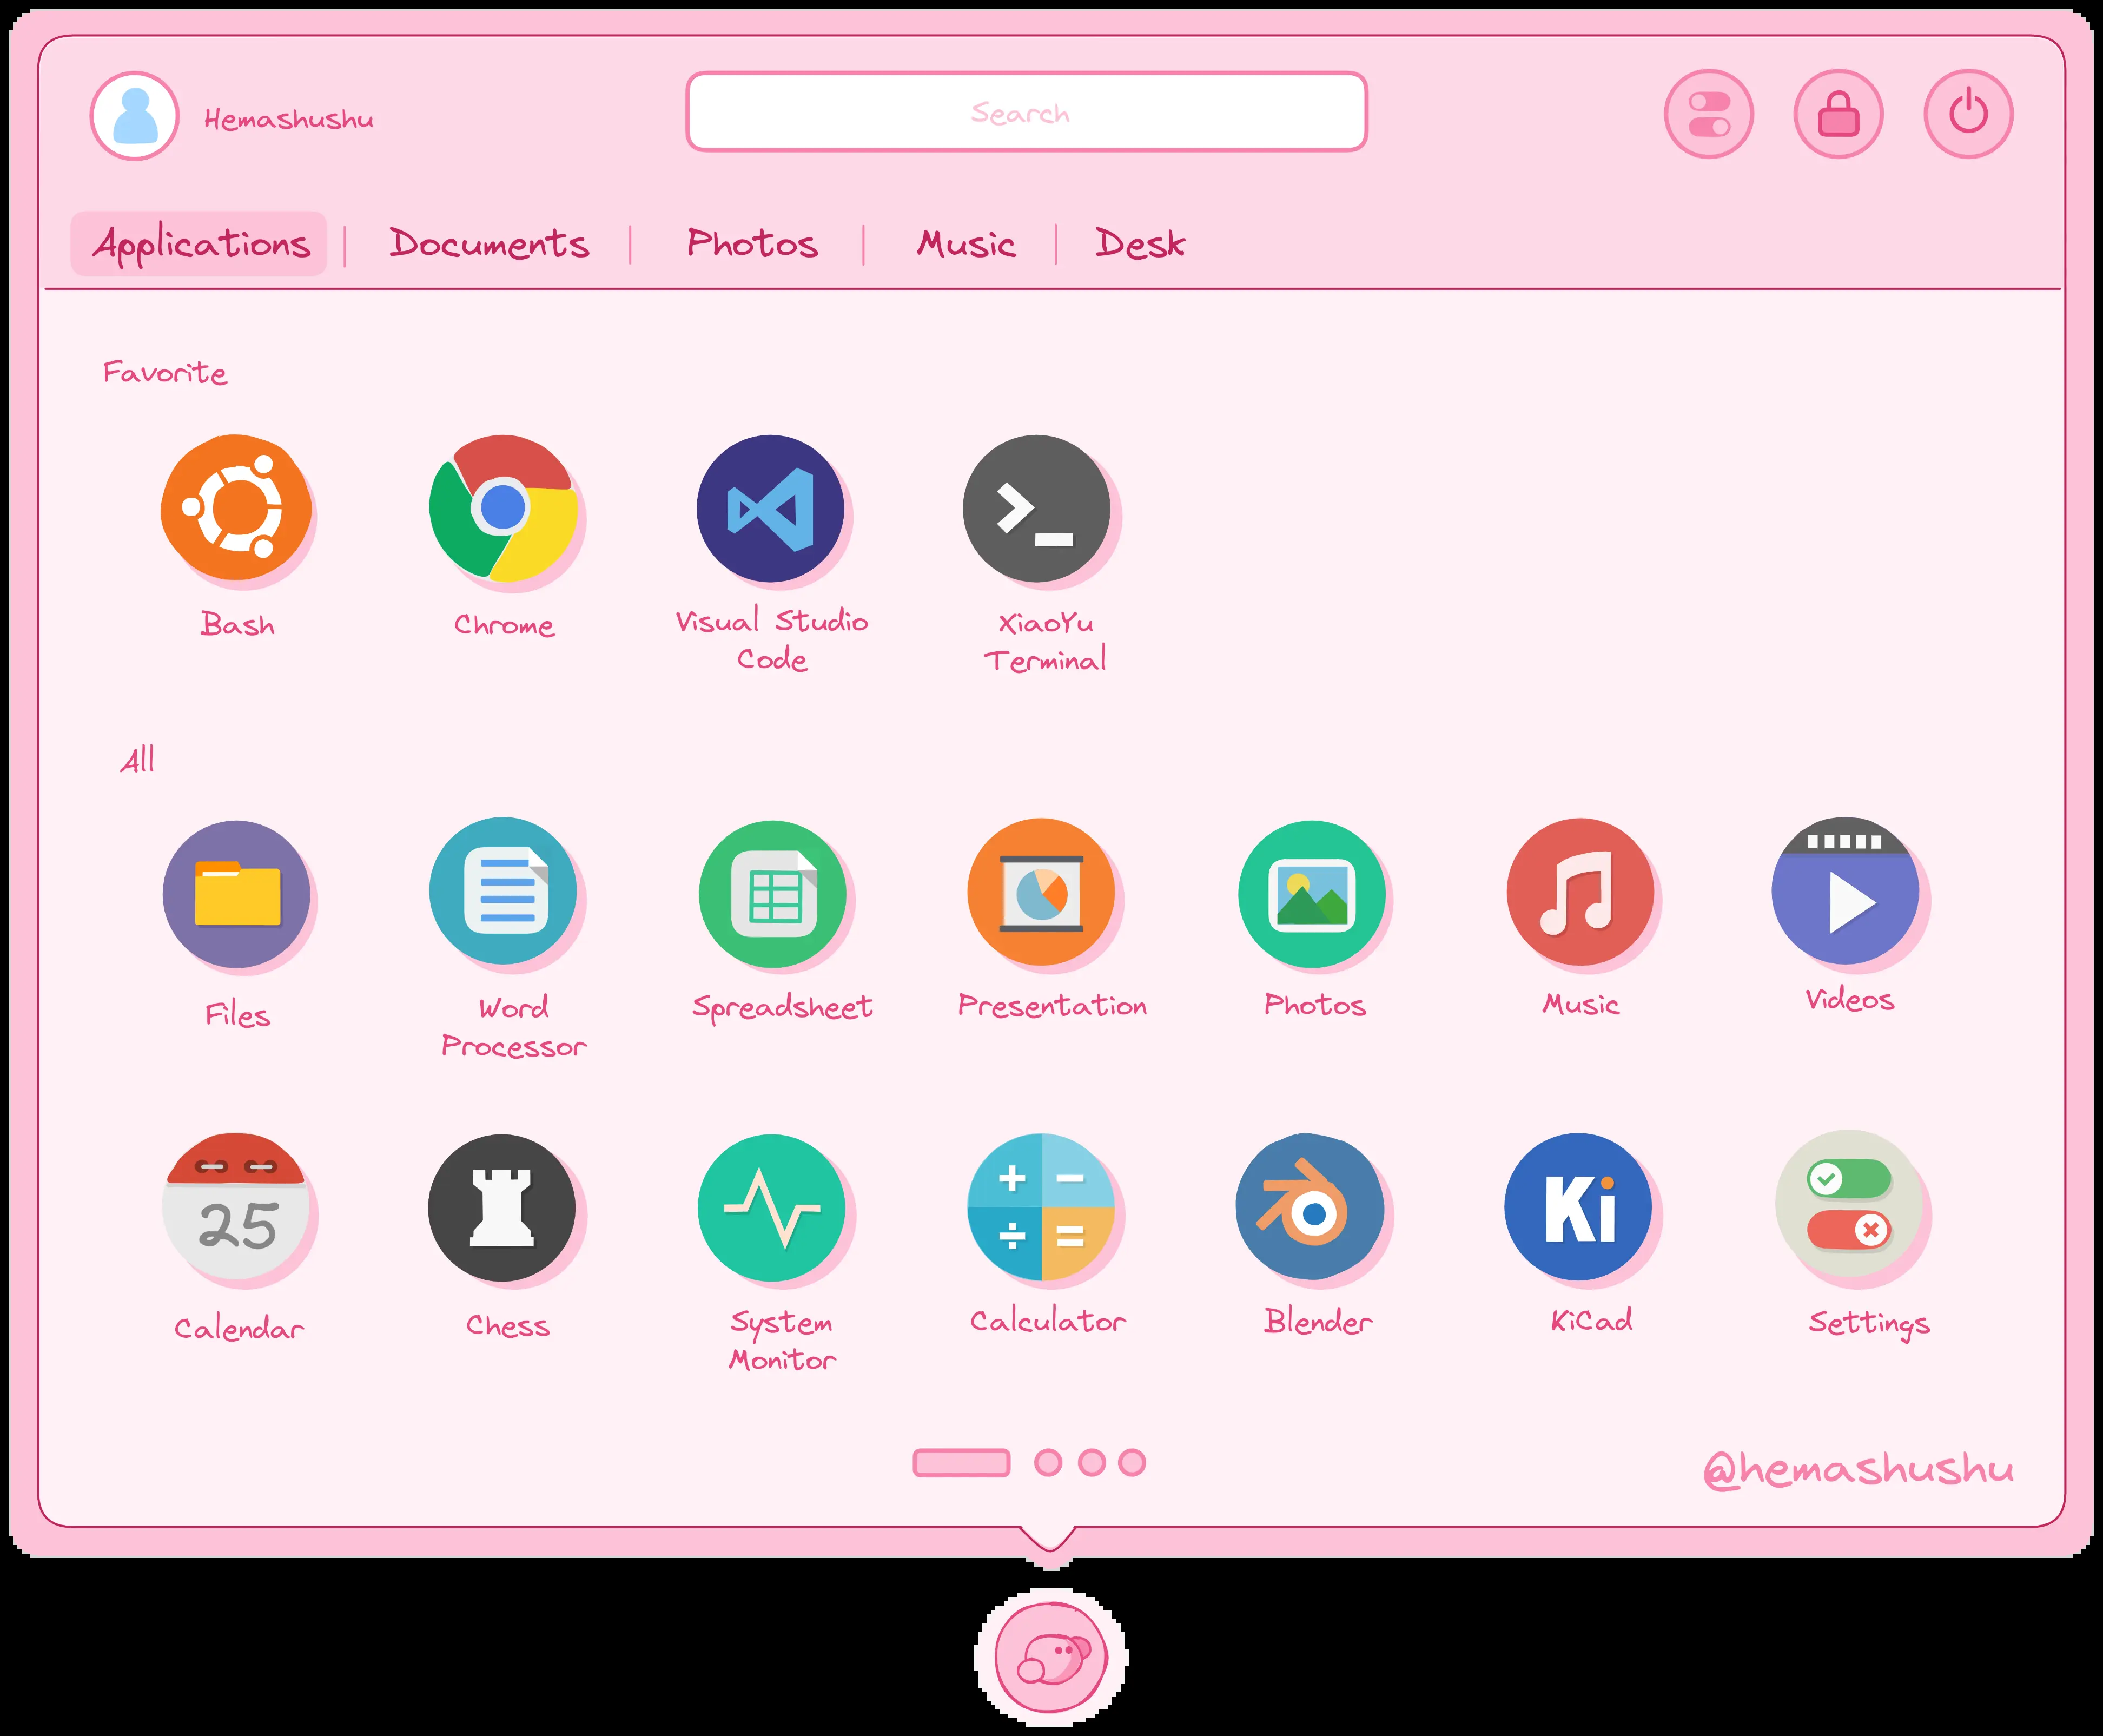 Hemashushu
Search
Applications
Documents
Photos
Music
Desk
Favorite
Bash
Chrome
Visual Studio
Code
XiaoYu
Terminal
All
Files
Word
Processor
Spreadsheet
Presentation
Photos
Music
Videos
25
Calendar
Chess
System
Monitor
+ −
÷ =
Calculator
Blender
Ki
KiCad
Settings
@hemashushu